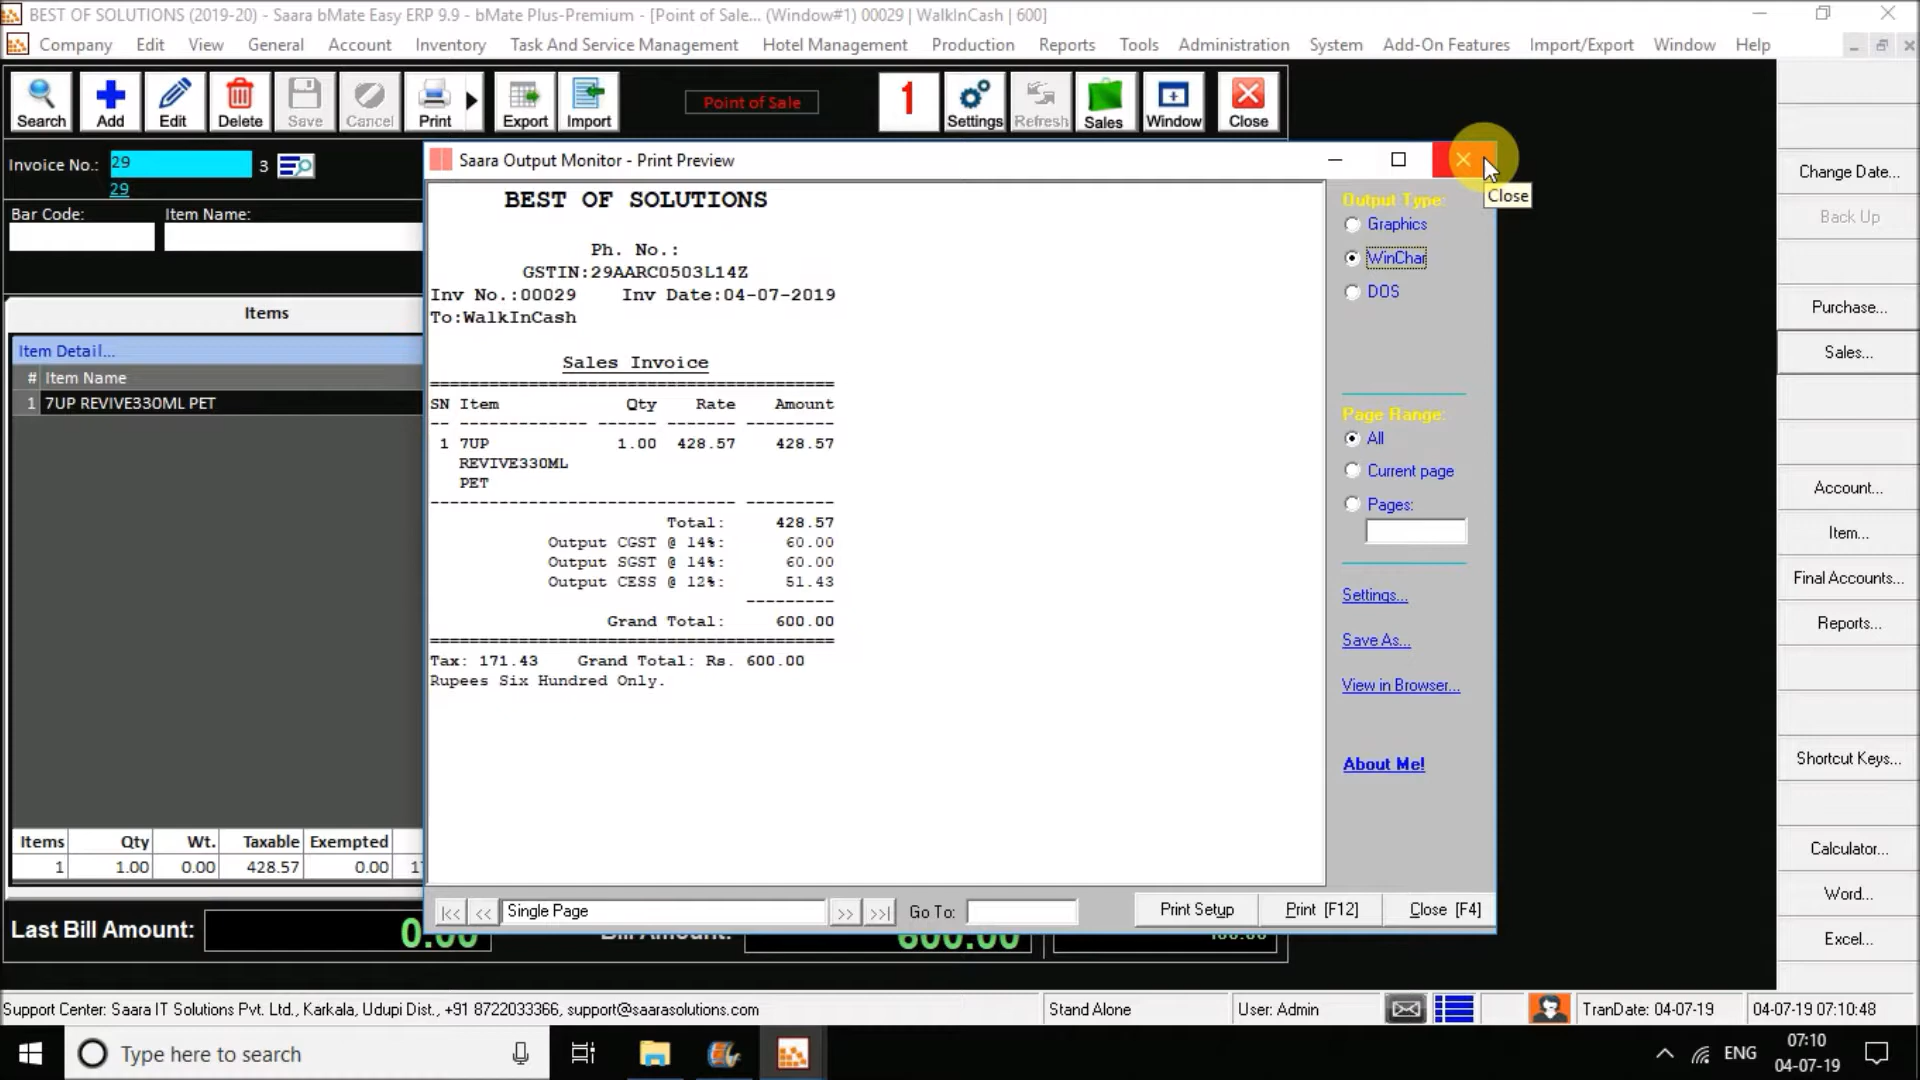 BEST OF SOLUTIONS (2019-20) - Saara bMate Easy ERP 9.9 - bMate Plus-Premium - [Point of Sale... (Window#1) 00029 | WalkInCash | 600]
Company Edit View General Account Inventory Task And Service Management Hotel Management Production Reports Tools Administration System Add-On Features Import/Export Window Help
Search Add Edit Delete Save Cancel Print Export Import
Point of Sale
1 Settings Refresh Sales Window Close
Invoice No.: 29 3
29
Bar Code: Item Name:
Items
Item Detail...
# Item Name
1 7UP REVIVE330ML PET
Items Qty Wt. Taxable Exempted
1 1.00 0.00 428.57 0.00
Last Bill Amount: 0.00 Bill Amount: 600.00
Saara Output Monitor - Print Preview
Close
BEST OF SOLUTIONS
Ph. No.:
GSTIN:29AARC0503L14Z
Inv No.:00029 Inv Date:04-07-2019
To:WalkInCash
Sales Invoice
SN Item Qty Rate Amount
1 7UP 1.00 428.57 428.57
REVIVE330ML
PET
Total: 428.57
Output CGST @ 14%: 60.00
Output SGST @ 14%: 60.00
Output CESS @ 12%: 51.43
Grand Total: 600.00
Tax: 171.43 Grand Total: Rs. 600.00
Rupees Six Hundred Only.
Output Type:
Graphics
WinChar
DOS
Page Range:
All
Current page
Pages:
Settings...
Save As...
View in Browser...
About Me!
|<< << Single Page >> >>| Go To: Print Setup Print [F12] Close [F4]
Change Date...
Back Up
Purchase...
Sales...
Account...
Item...
Final Accounts...
Reports...
Shortcut Keys...
Calculator...
Word...
Excel...
Support Center: Saara IT Solutions Pvt. Ltd., Karkala, Udupi Dist., +91 8722033366, support@saarasolutions.com Stand Alone User: Admin TranDate: 04-07-19 04-07-19 07:10:48
Type here to search ENG 07:10
04-07-19